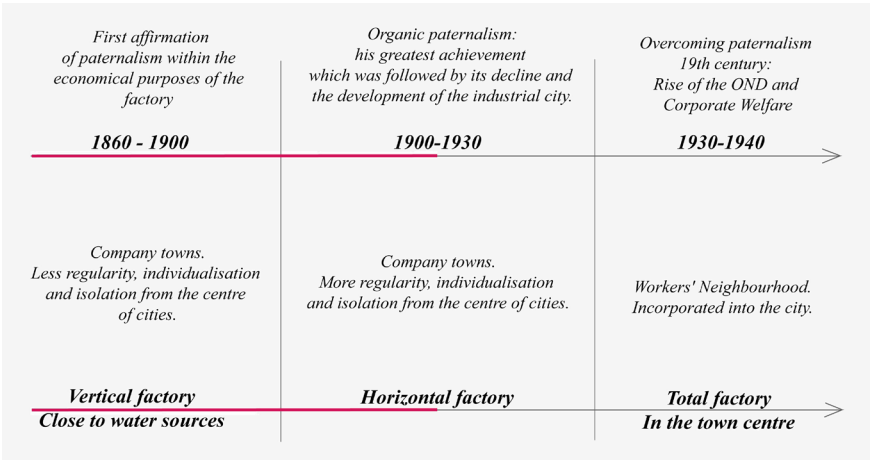 First affirmation
of paternalism within the
economical purposes of the
factory
1860 - 1900
Organic paternalism:
his greatest achievement
which was followed by its decline and
the development of the industrial city.
1900-1930
Overcoming paternalism
19th century:
Rise of the OND and
Corporate Welfare
1930-1940
Company towns.
Less regularity, individualisation
and isolation from the centre
of cities.
Company towns.
More regularity, individualisation
and isolation from the centre of cities.
Workers' Neighbourhood.
Incorporated into the city.
Vertical factory
Close to water sources
Horizontal factory
Total factory
In the town centre